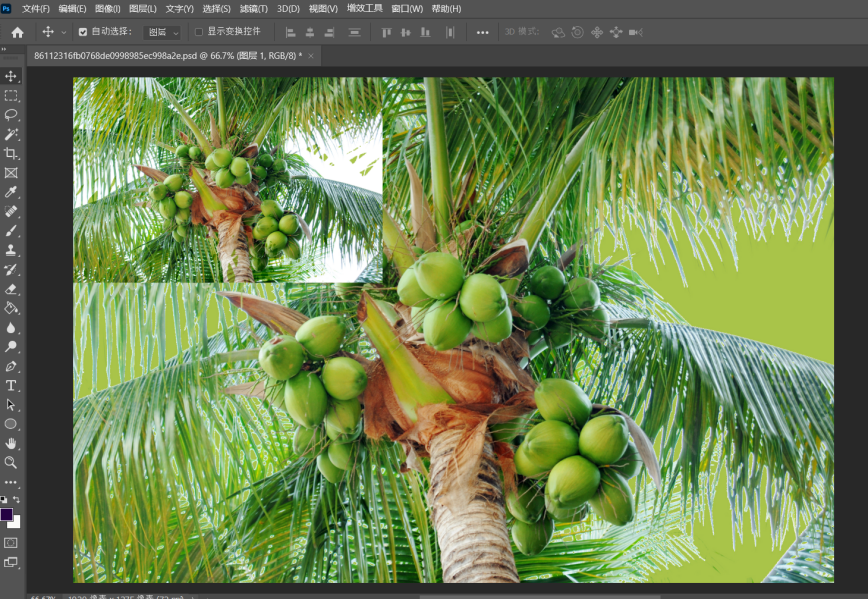 Ps 文件(F) 编辑(E) 图像(I) 图层(L) 文字(Y) 选择(S) 滤镜(T) 3D(D) 视图(V) 增效工具 窗口(W) 帮助(H)
自动选择: 图层 显示变换控件 3D 模式:
86112316fb0768de0998985ec998a2e.psd @ 66.7% (图层 1, RGB/8) * ×
T